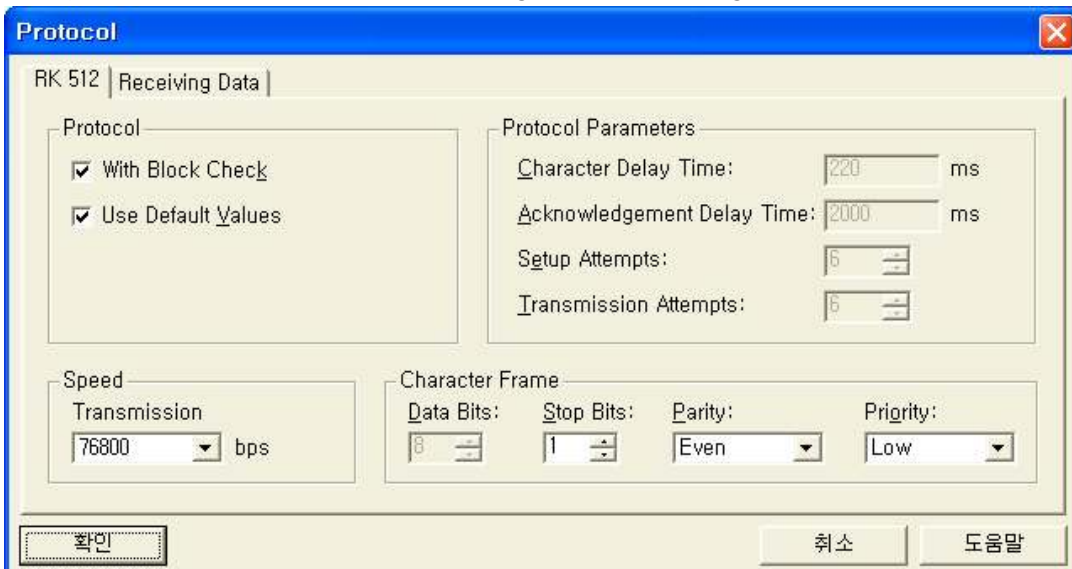 Protocol
RK 512
Receiving Data
Protocol
With Block Check
Use Default Values
Protocol Parameters
Character Delay Time: 220 ms
Acknowledgement Delay Time: 2000 ms
Setup Attempts: 6
Transmission Attempts: 6
Speed
Transmission
76800 bps
Character Frame
Data Bits: Stop Bits: Parity: Priority:
8 1 Even Low
확인 취소 도움말